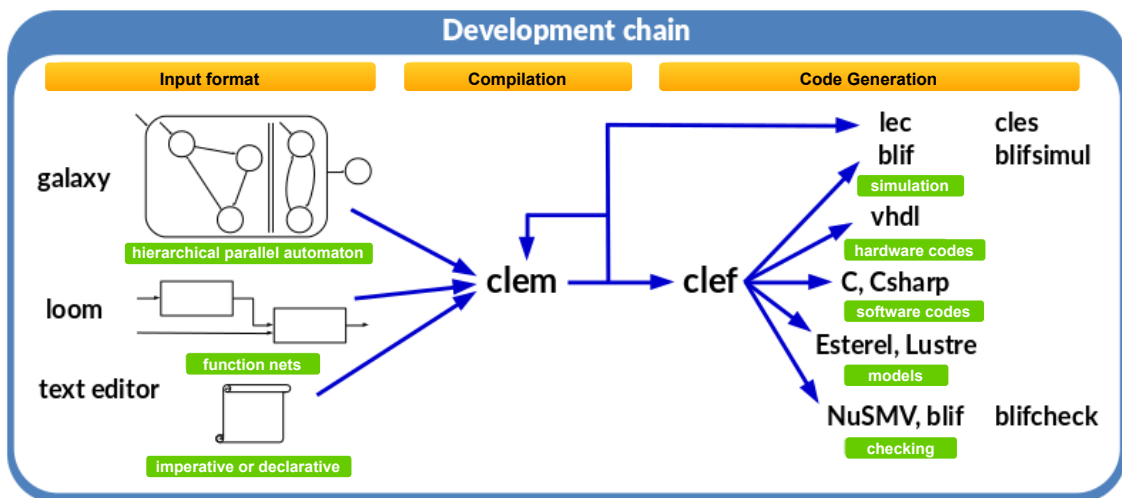 Development chain
Input format
Compilation
Code Generation
galaxy
hierarchical parallel automaton
loom
function nets
text editor
imperative or declarative
clem
clef
lec cles
blif blifsimul
simulation
vhdl
hardware codes
C, Csharp
software codes
Esterel, Lustre
models
NuSMV, blif blifcheck
checking